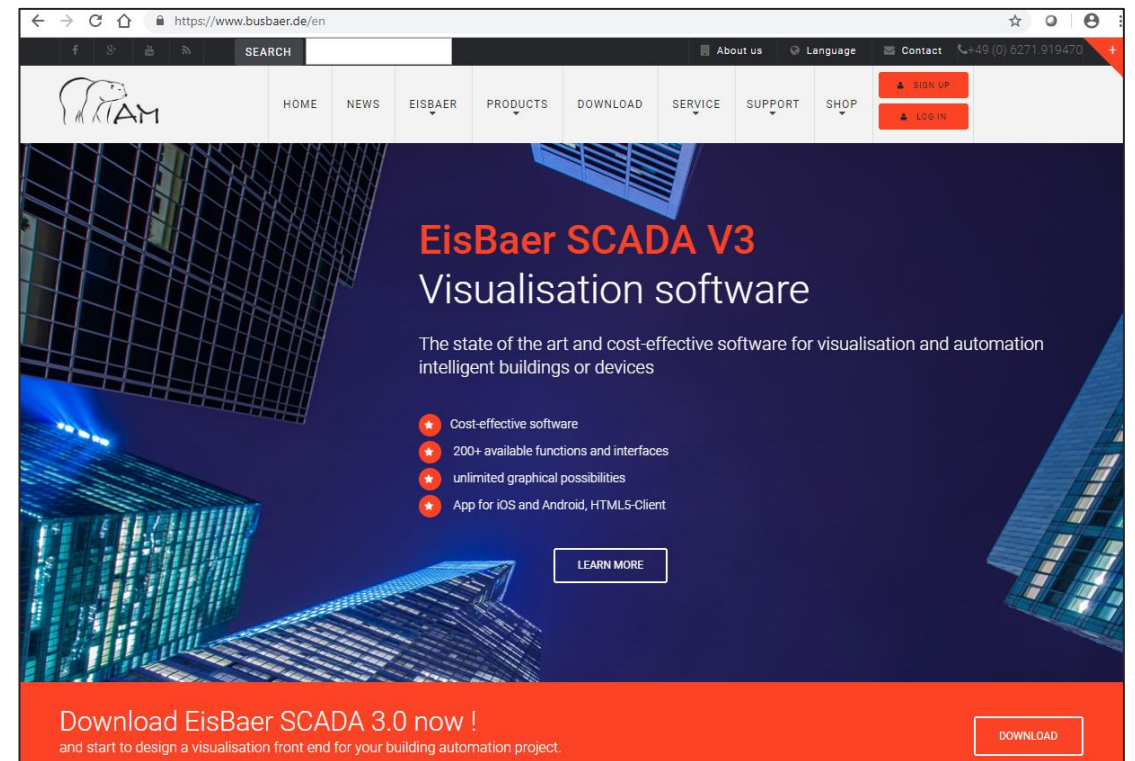 https://www.busbaer.de/en
SEARCH
About us
Language
Contact
+49 (0) 6271.919470
+
AM
HOME
NEWS
EISBAER
PRODUCTS
DOWNLOAD
SERVICE
SUPPORT
SHOP
SIGN UP
LOG IN
EisBaer SCADA V3
Visualisation software
The state of the art and cost-effective software for visualisation and automation
intelligent buildings or devices
Cost-effective software
200+ available functions and interfaces
unlimited graphical possibilities
App for iOS and Android, HTML5-Client
LEARN MORE
Download EisBaer SCADA 3.0 now !
and start to design a visualisation front end for your building automation project.
DOWNLOAD